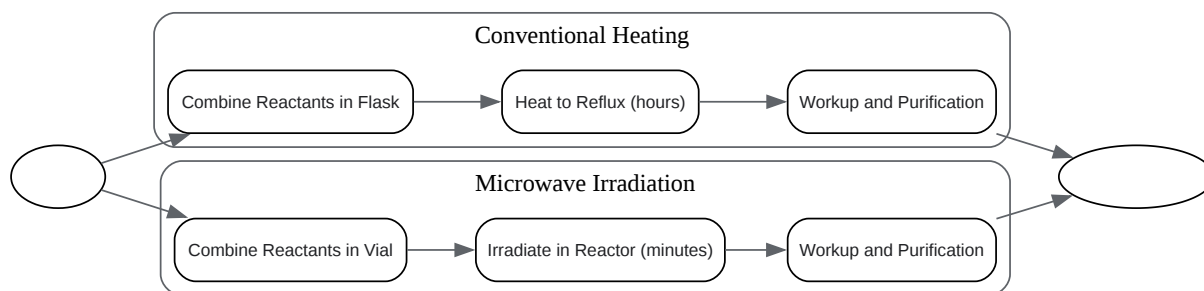 Conventional Heating
Combine Reactants in Flask
Heat to Reflux (hours)
Workup and Purification
Microwave Irradiation
Combine Reactants in Vial
Irradiate in Reactor (minutes)
Workup and Purification